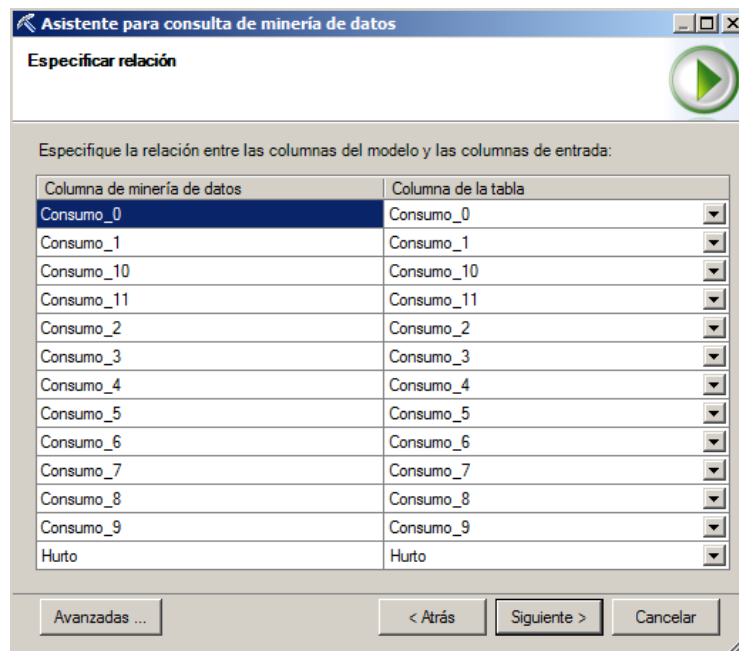 Asistente para consulta de minería de datos
Especificar relación
Especifique la relación entre las columnas del modelo y las columnas de entrada:
Columna de minería de datos Columna de la tabla
Consumo_0 Consumo_0
Consumo_1 Consumo_1
Consumo_10 Consumo_10
Consumo_11 Consumo_11
Consumo_2 Consumo_2
Consumo_3 Consumo_3
Consumo_4 Consumo_4
Consumo_5 Consumo_5
Consumo_6 Consumo_6
Consumo_7 Consumo_7
Consumo_8 Consumo_8
Consumo_9 Consumo_9
Hurto Hurto
Avanzadas ... < Atrás Siguiente > Cancelar